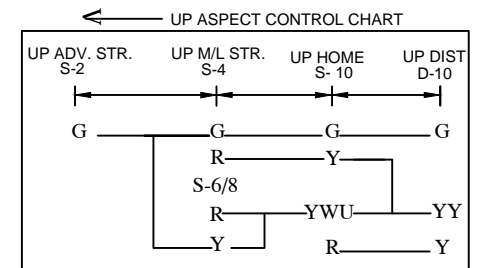 UP ASPECT CONTROL CHART
UP ADV. STR. UP M/L STR. UP HOME UP DIST
S-2 S-4 S- 10 D-10
G G G G
R Y
S-6/8
R YWU YY
Y R Y